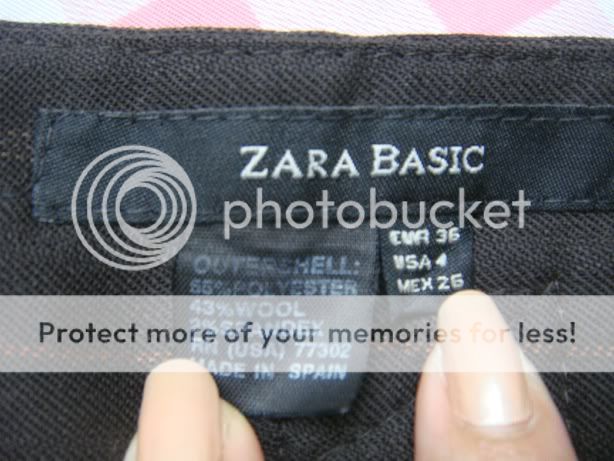 ZARA BASIC
photobucket
EUR 36
USA 4
MEX 26
OUTERSHELL:
55% POLYESTER
43% WOOL
RN (USA) 77302
MADE IN SPAIN
Protect more of your memories for less!